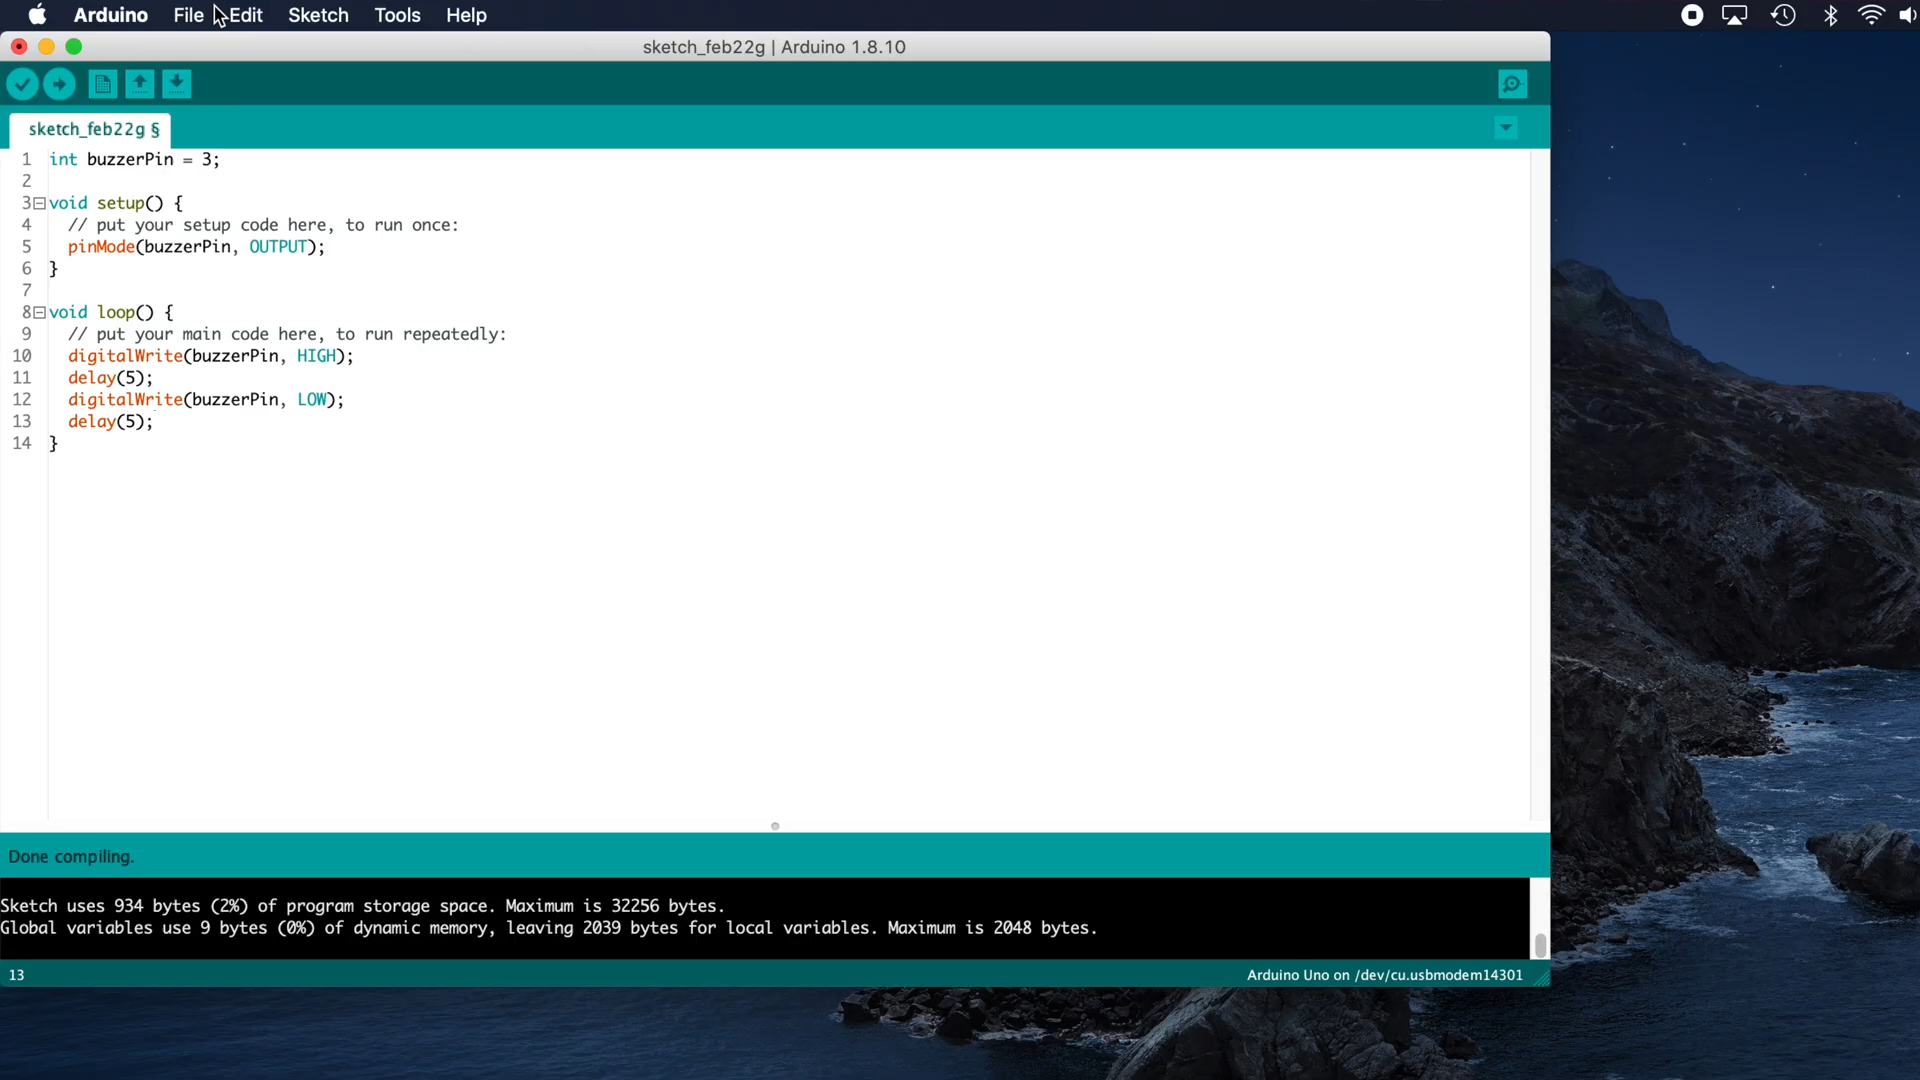 Arduino File Edit Sketch Tools Help
sketch_feb22g | Arduino 1.8.10
sketch_feb22g §
1 int buzzerPin = 3;
2
3 void setup() {
4 // put your setup code here, to run once:
5 pinMode(buzzerPin, OUTPUT);
6 }
7
8 void loop() {
9 // put your main code here, to run repeatedly:
10 digitalWrite(buzzerPin, HIGH);
11 delay(5);
12 digitalWrite(buzzerPin, LOW);
13 delay(5);
14 }
Done compiling.
Sketch uses 934 bytes (2%) of program storage space. Maximum is 32256 bytes.
Global variables use 9 bytes (0%) of dynamic memory, leaving 2039 bytes for local variables. Maximum is 2048 bytes.
13 Arduino Uno on /dev/cu.usbmodem14301